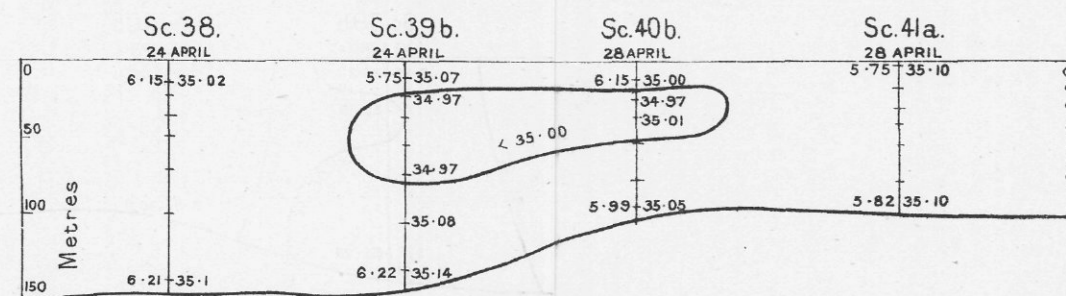 Sc.38. Sc.39b. Sc.40b. Sc.41a.
24 APRIL 24 APRIL 28 APRIL 28 APRIL
0
6·15 35·02 5·75 35·07 6·15 35·00 5·75 35·10
34·97 34·97
35·01
50
< 35·00
34·97
100
5·99 35·05 5·82 35·10
35·08
Metres
6·22 35·14
6·21 35·1
150